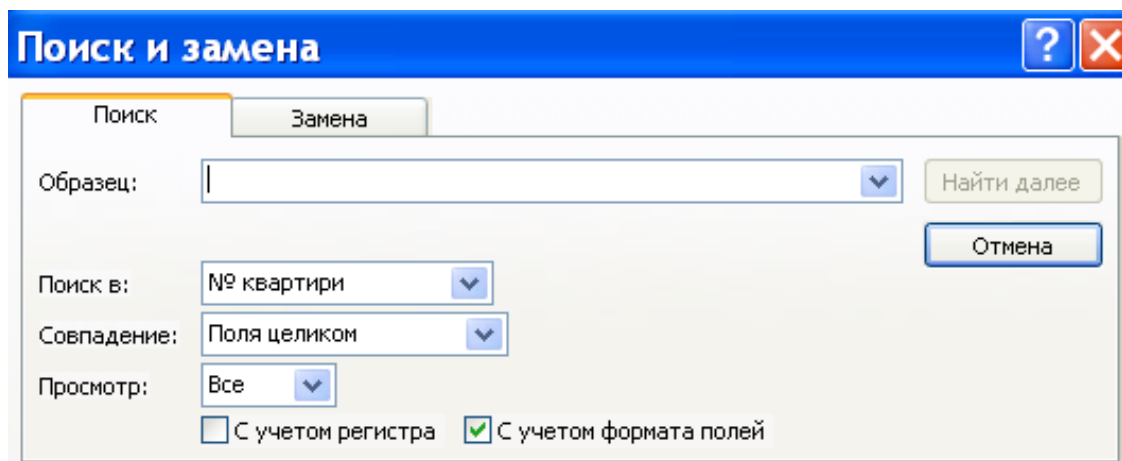 Поиск и замена
Поиск Замена
Образец: Найти далее
Отмена
Поиск в: № квартири
Совпадение: Поля целиком
Просмотр: Все
С учетом регистра С учетом формата полей